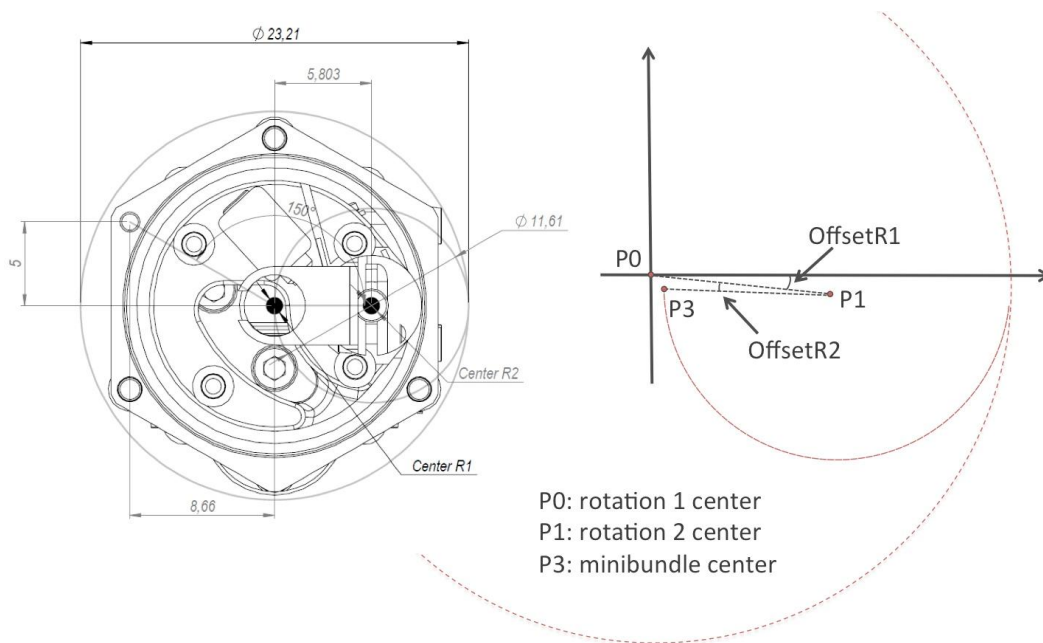 Ø 23,21
5,803
150°
Ø 11,61
5
Center R2
Center R1
8,66
P0
OffsetR1
P1
P3
OffsetR2
P0: rotation 1 center
P1: rotation 2 center
P3: minibundle center